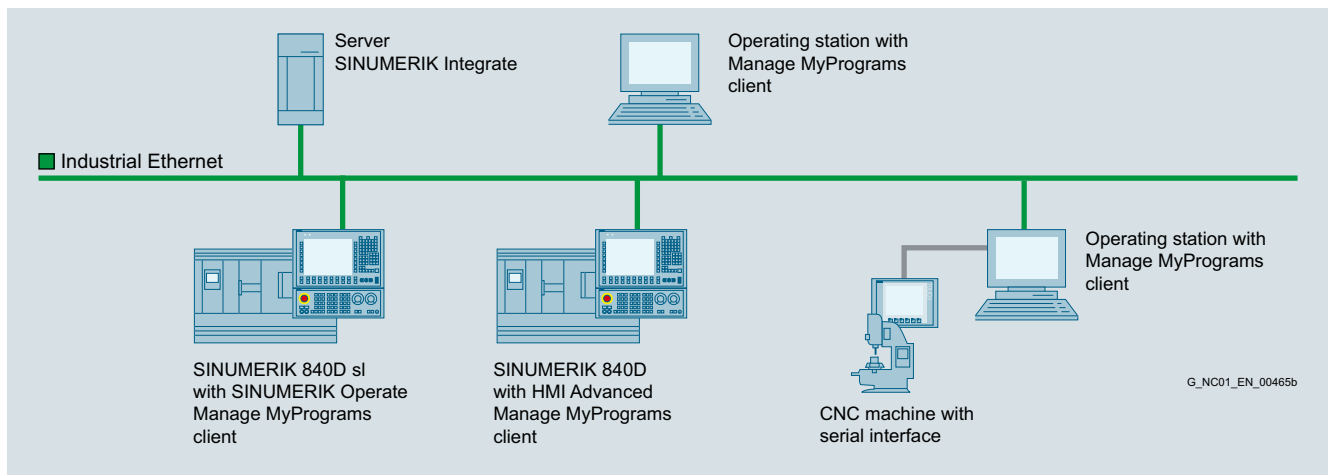 Server
SINUMERIK Integrate
Operating station with
Manage MyPrograms
client
Industrial Ethernet
Operating station with
Manage MyPrograms
client
SINUMERIK 840D sl
with SINUMERIK Operate
Manage MyPrograms
client
SINUMERIK 840D
with HMI Advanced
Manage MyPrograms
client
CNC machine with
serial interface
G_NC01_EN_00465b